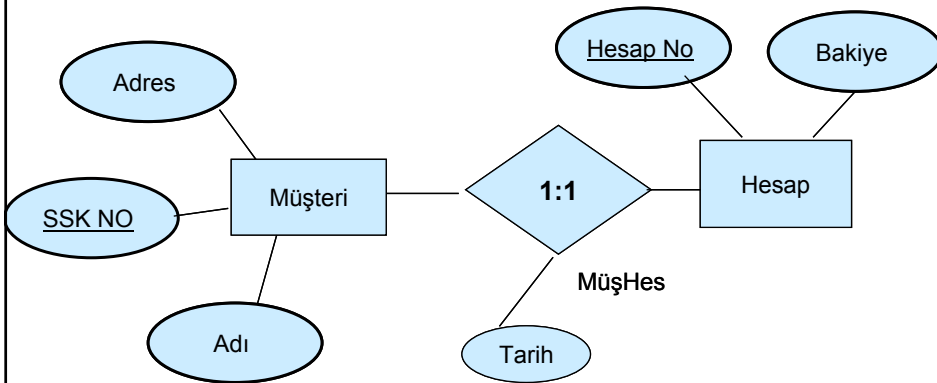 Hesap No
Bakiye
Adres
Müşteri
1:1
Hesap
SSK NO
MüşHes
Adı
Tarih